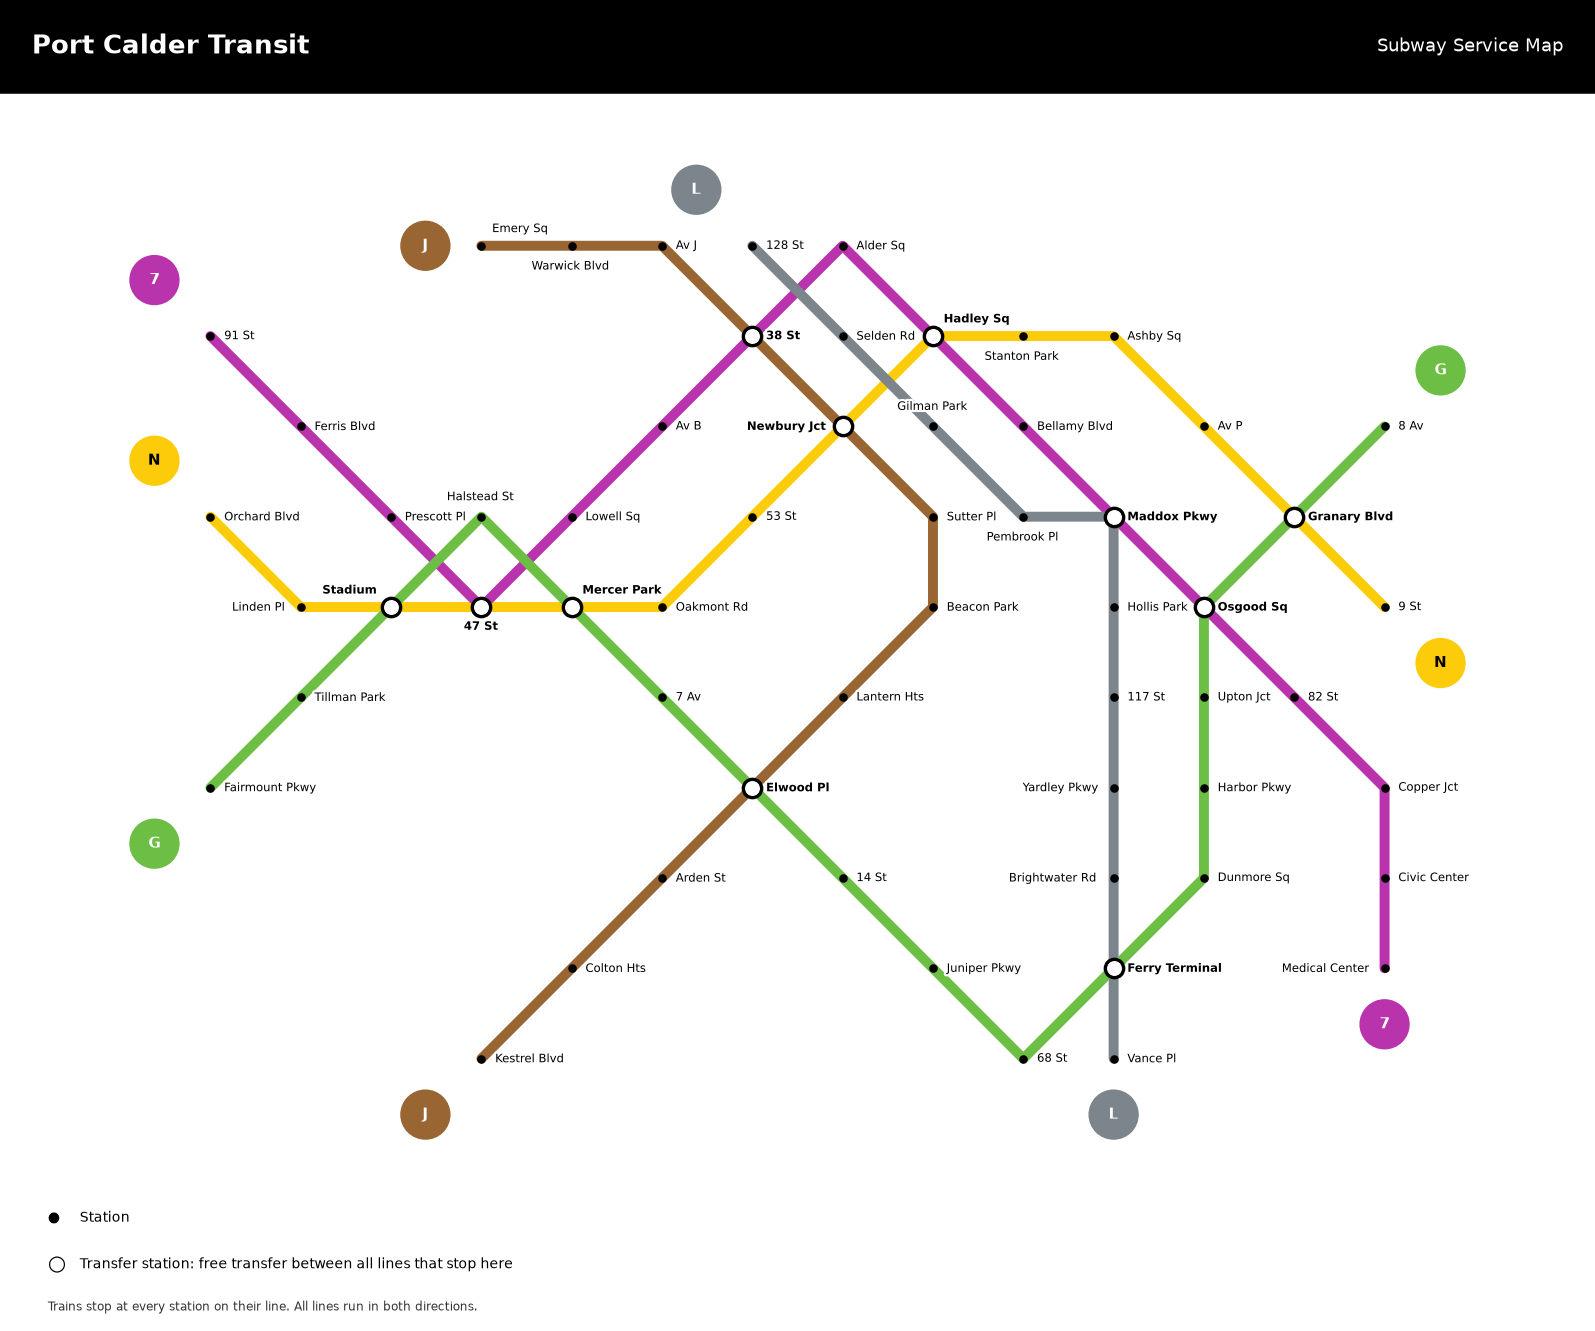 Port Calder Transit
Subway Service Map
L
J
Emery Sq
Av J
128 St
Alder Sq
Warwick Blvd
7
91 St
38 St
Selden Rd
Hadley Sq
Stanton Park
Ashby Sq
G
Gilman Park
Ferris Blvd
Av B
Newbury Jct
Bellamy Blvd
Av P
8 Av
N
Halstead St
Orchard Blvd
Prescott Pl
Lowell Sq
53 St
Sutter Pl
Pembrook Pl
Maddox Pkwy
Granary Blvd
Stadium
Mercer Park
Linden Pl
47 St
Oakmont Rd
Beacon Park
Hollis Park
Osgood Sq
9 St
N
Tillman Park
7 Av
Lantern Hts
117 St
Upton Jct
82 St
Fairmount Pkwy
Elwood Pl
Yardley Pkwy
Harbor Pkwy
Copper Jct
G
Arden St
14 St
Brightwater Rd
Dunmore Sq
Civic Center
Colton Hts
Juniper Pkwy
Ferry Terminal
Medical Center
7
Kestrel Blvd
68 St
Vance Pl
J
L
Station
Transfer station: free transfer between all lines that stop here
Trains stop at every station on their line. All lines run in both directions.